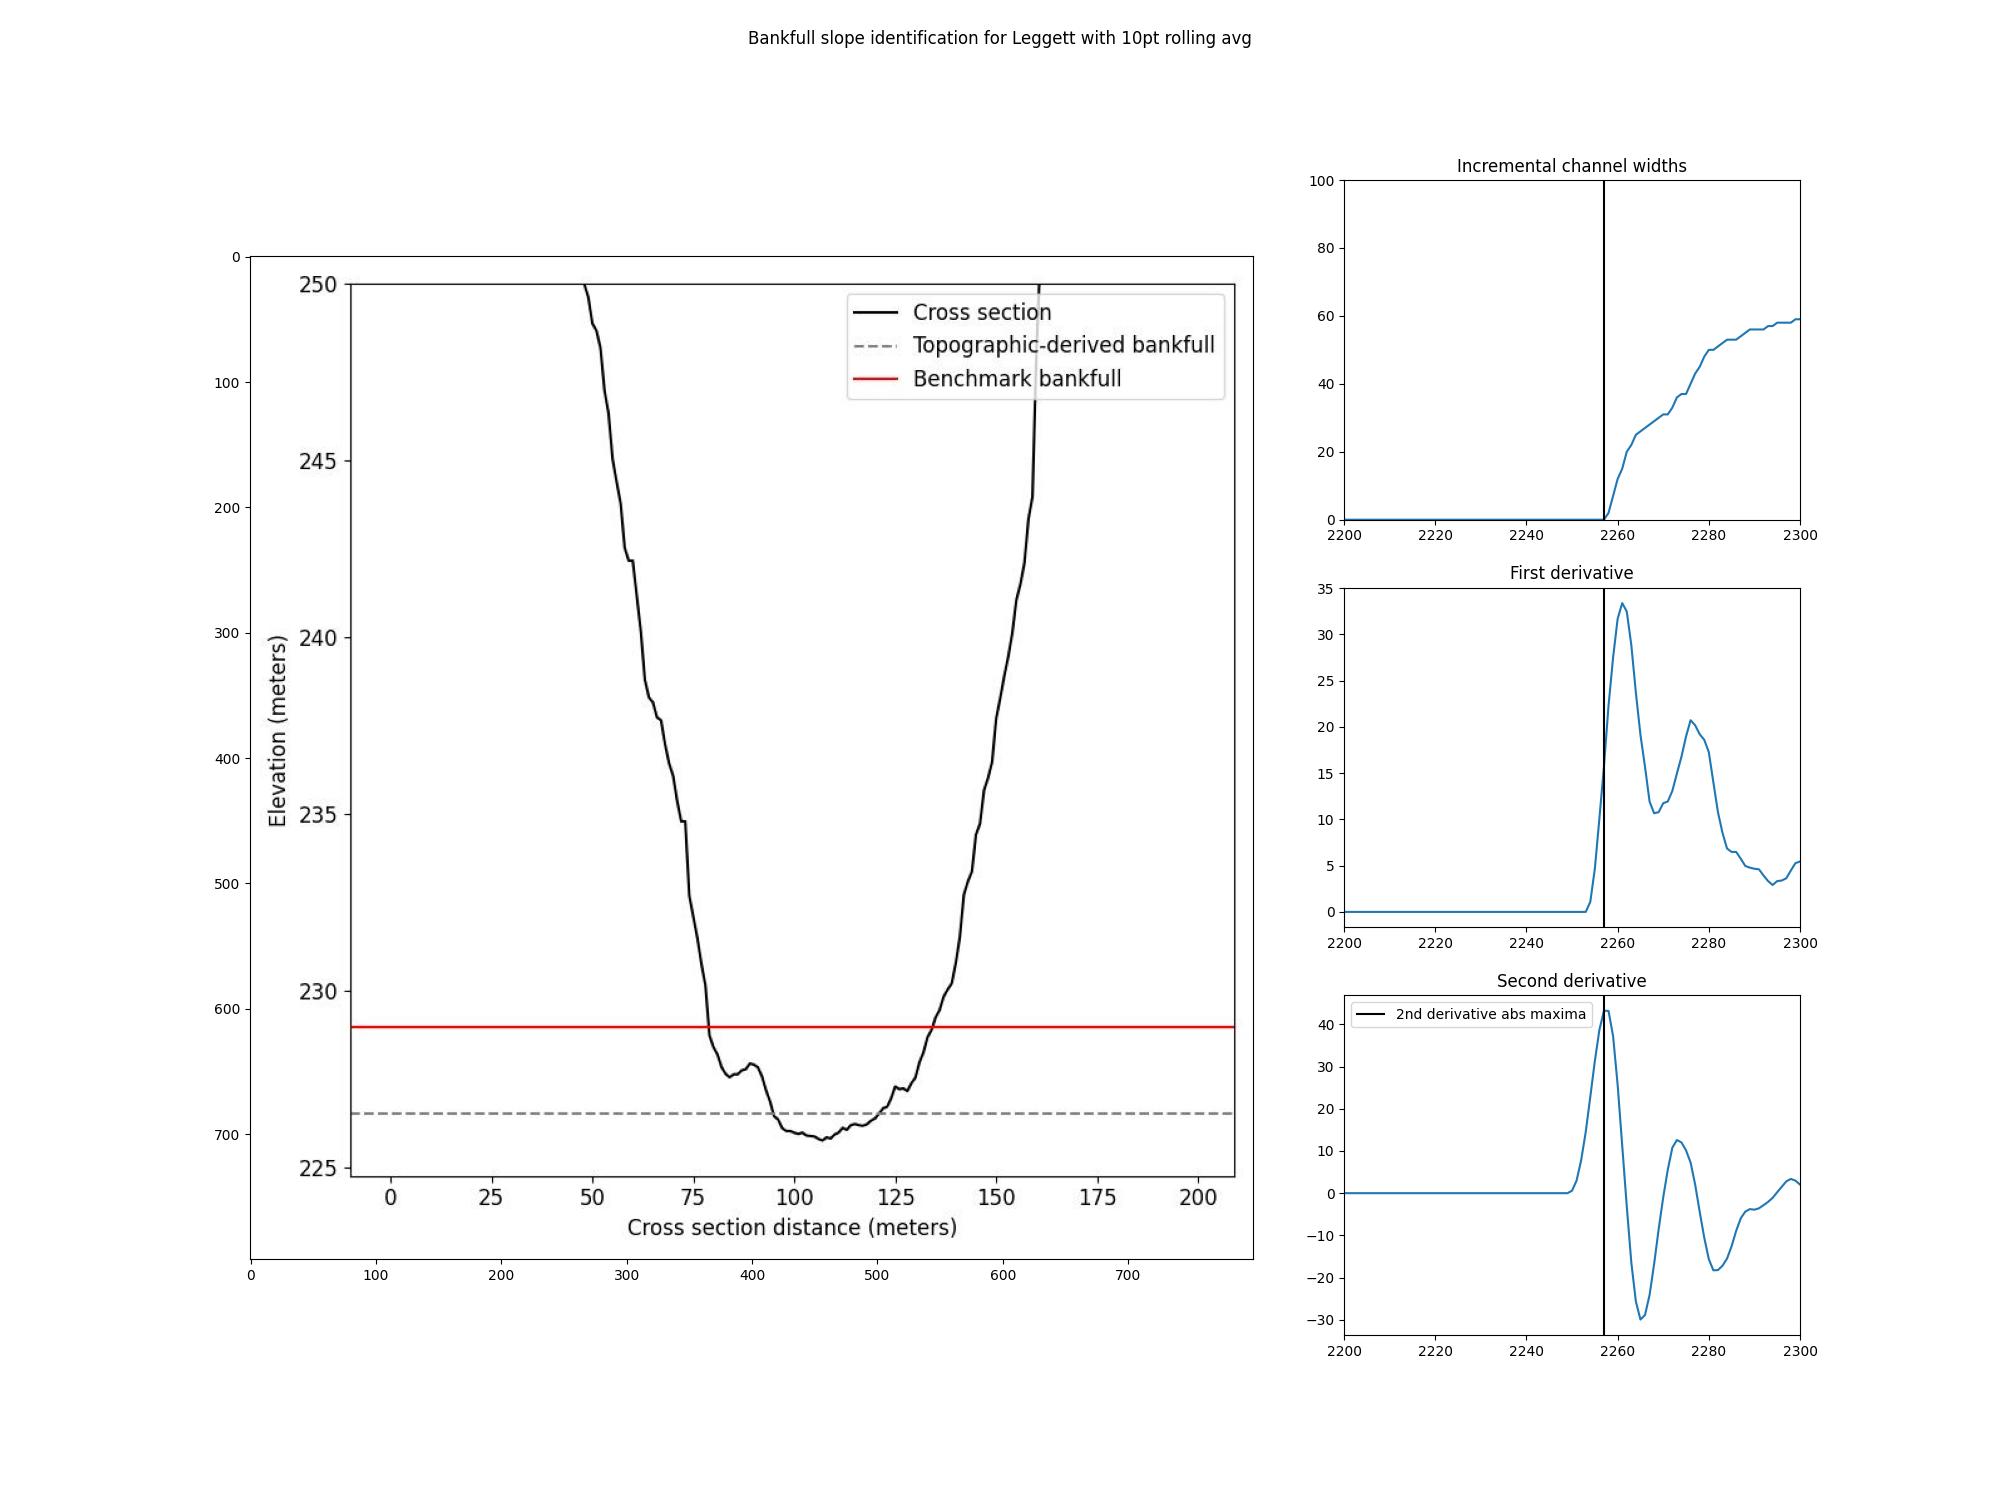 Bankfull slope identification for Leggett with 10pt rolling avg
0
100
200
300
400
500
600
700
250
245
240
235
230
225
Elevation (meters)
Cross section
Topographic-derived bankfull
Benchmark bankfull
0 25 50 75 100 125 150 175 200
Cross section distance (meters)
0 100 200 300 400 500 600 700
Incremental channel widths
100
80
60
40
20
0
2200 2220 2240 2260 2280 2300
First derivative
35
30
25
20
15
10
5
0
2200 2220 2240 2260 2280 2300
Second derivative
2nd derivative abs maxima
40
30
20
10
0
−10
−20
−30
2200 2220 2240 2260 2280 2300